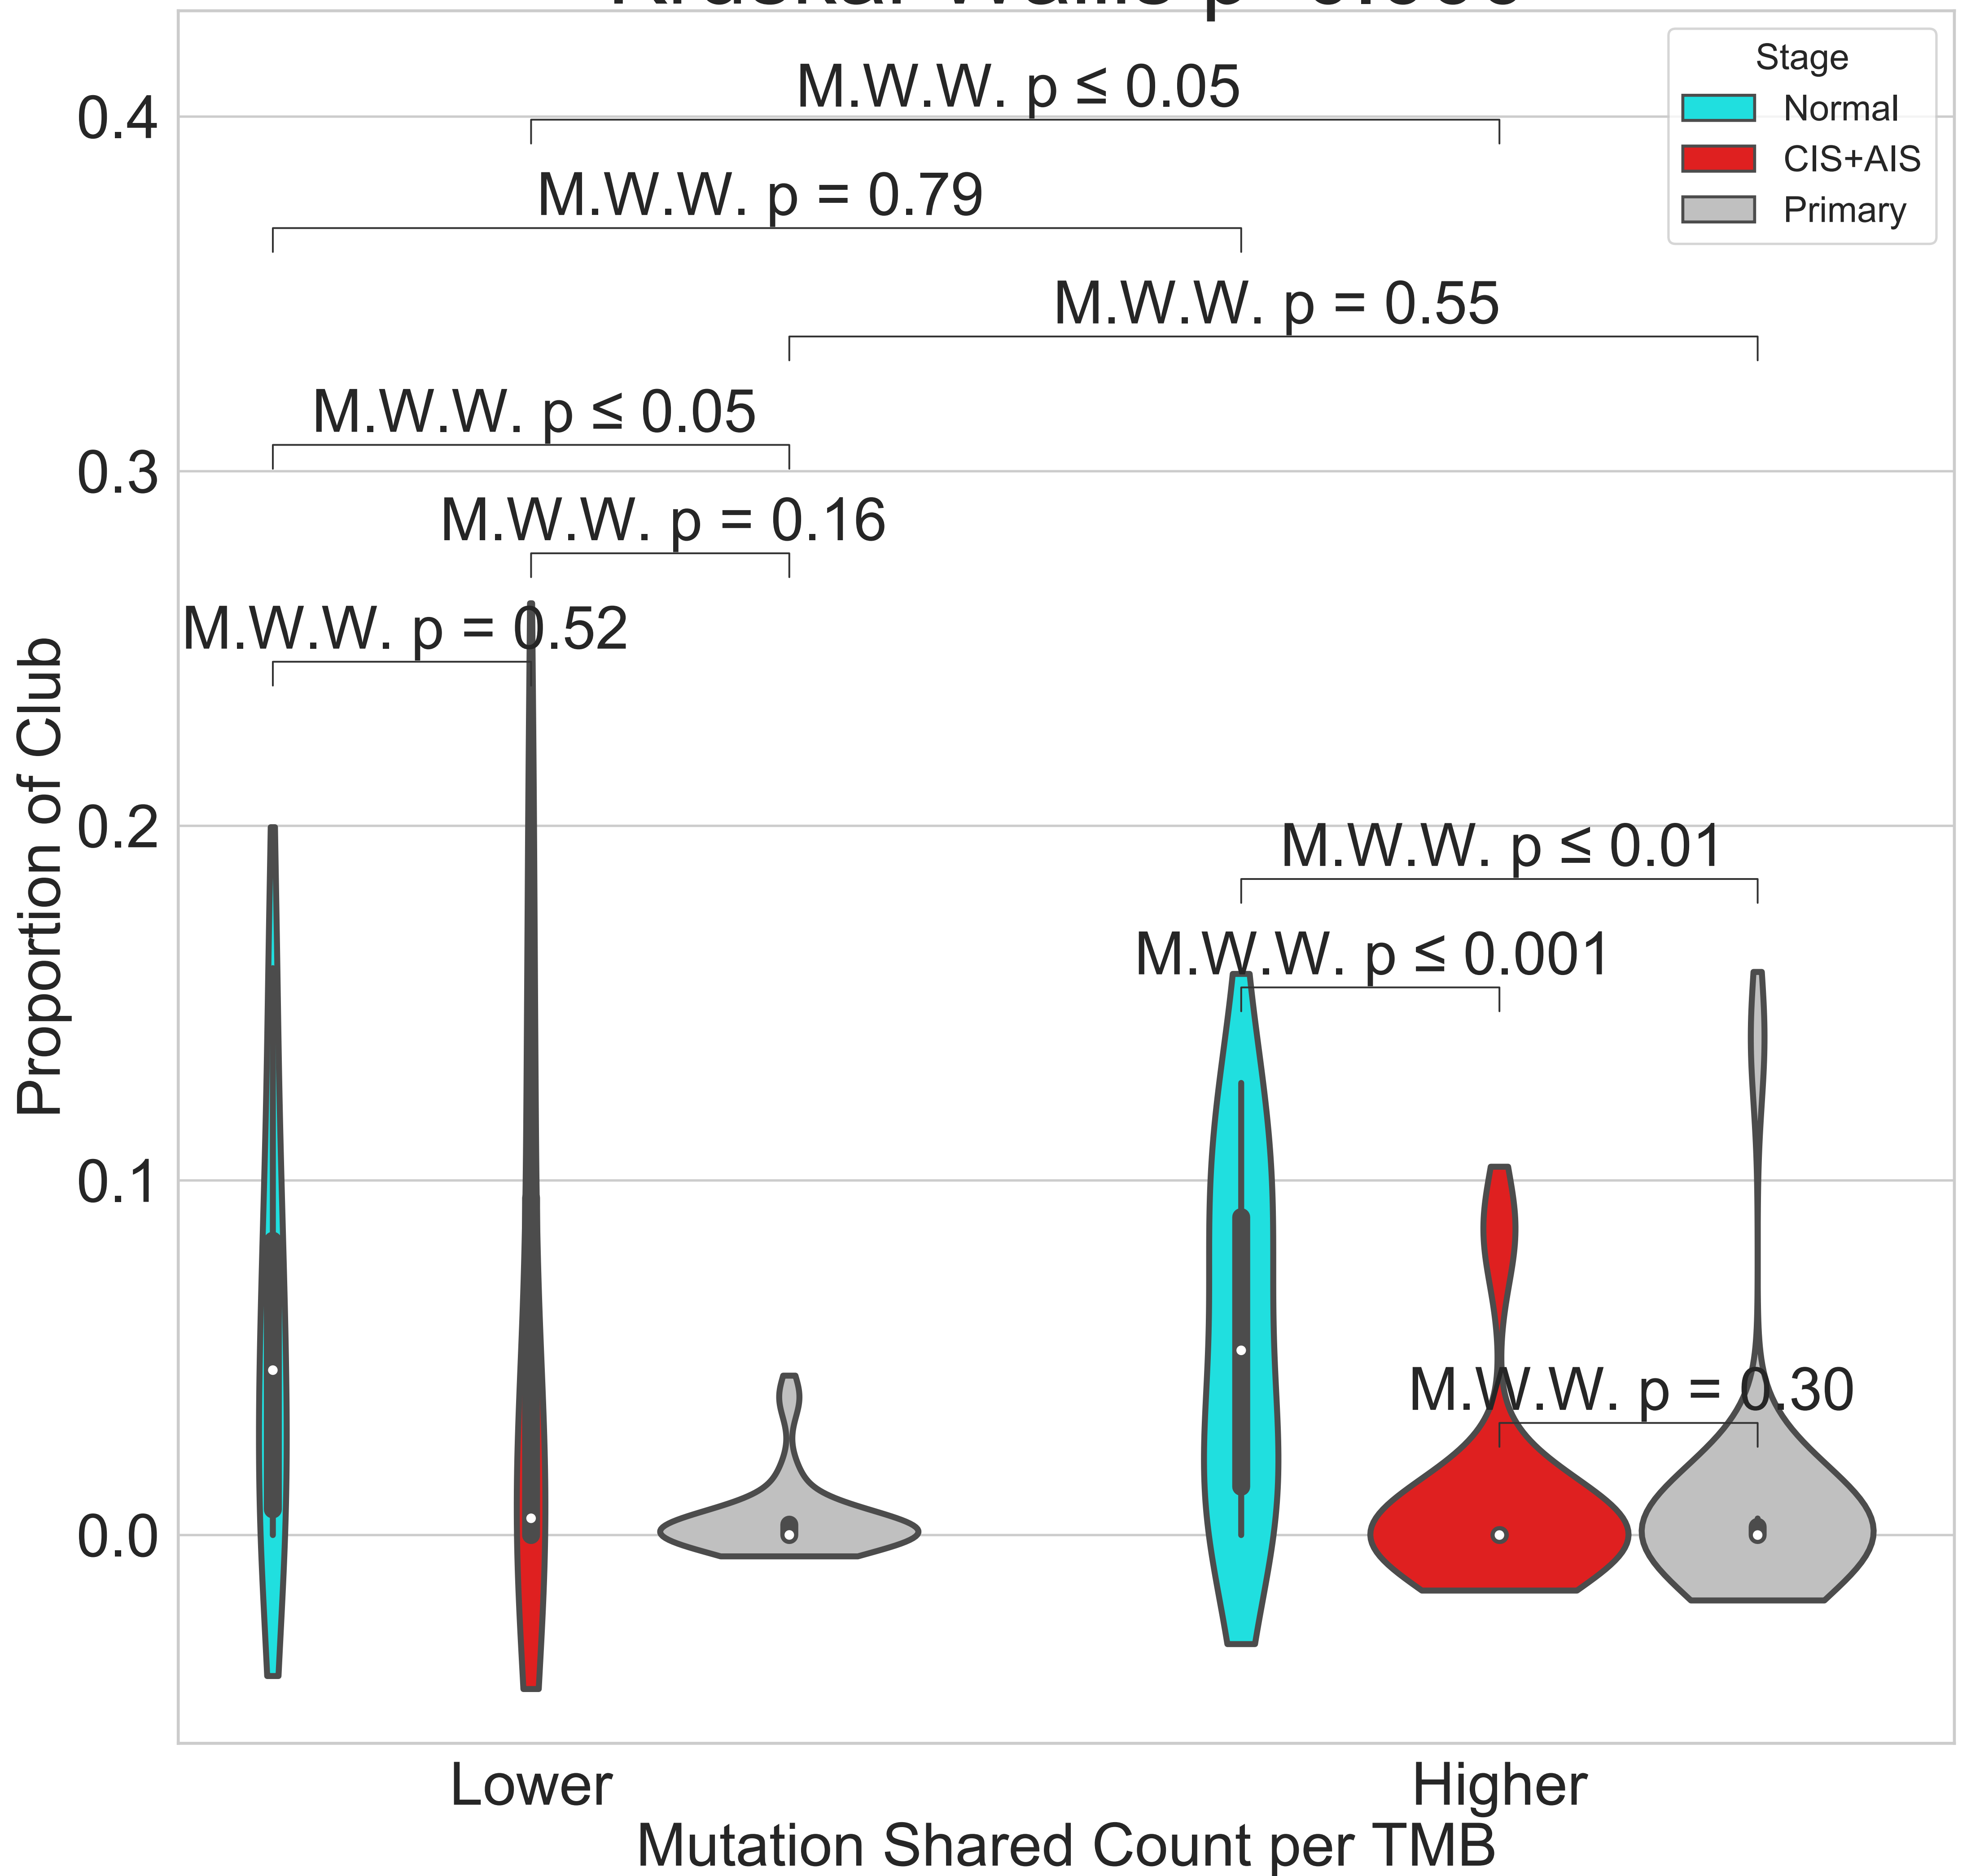 Stage
Normal
CIS+AIS
Primary
M.W.W. p ≤ 0.05
M.W.W. p = 0.79
M.W.W. p = 0.55
M.W.W. p ≤ 0.05
M.W.W. p = 0.16
M.W.W. p = 0.52
M.W.W. p ≤ 0.01
M.W.W. p ≤ 0.001
M.W.W. p = 0.30
0.4
0.3
0.2
0.1
0.0
Proportion of Club
Lower
Higher
Mutation Shared Count per TMB